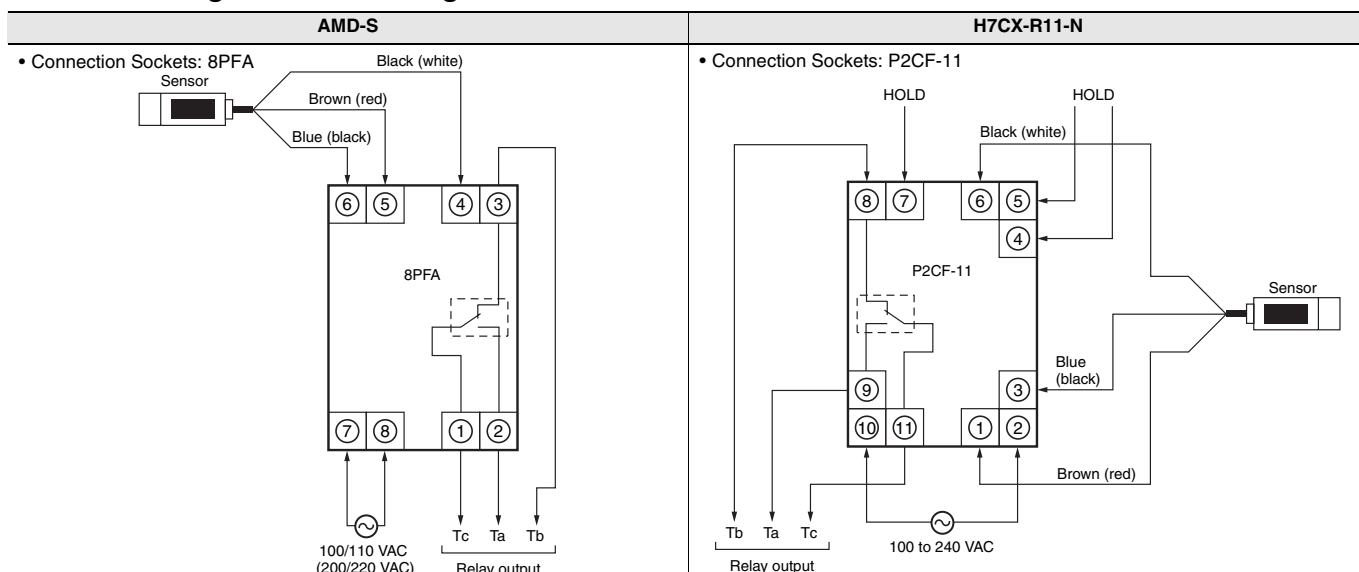 AMD-S
• Connection Sockets: 8PFA
Sensor
Black (white)
Brown (red)
Blue (black)
⑥ ⑤ ④ ③
8PFA
⑦ ⑧ ① ②
Tc Ta Tb
100/110 VAC
(200/220 VAC)
Relay output
H7CX-R11-N
• Connection Sockets: P2CF-11
HOLD HOLD
Black (white)
⑧ ⑦ ⑥ ⑤
④
P2CF-11
Sensor
Blue
(black)
⑨ ③
⑩ ⑪ ① ②
Brown (red)
Tb Ta Tc
100 to 240 VAC
Relay output